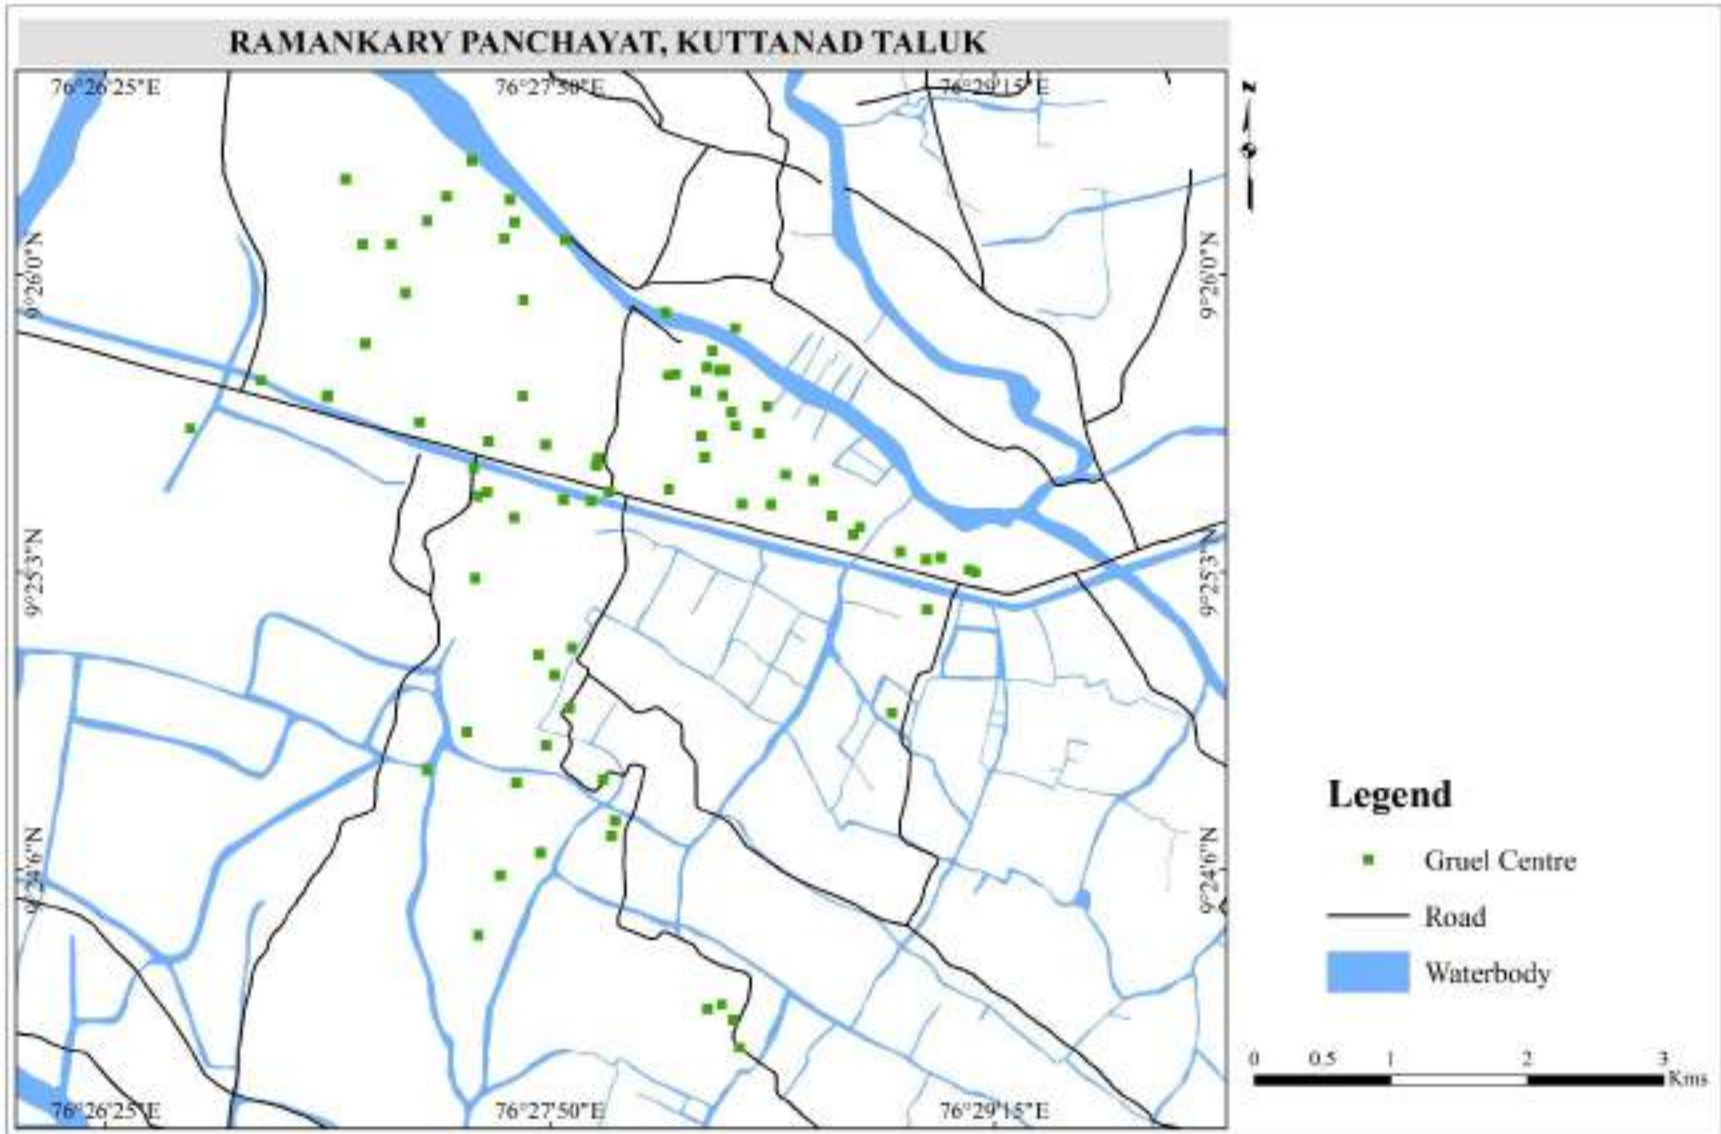 RAMANKARY PANCHAYAT, KUTTANAD TALUK
76°26'25"E 76°27'50"E 76°29'15"E
N
9°26'0"N 9°26'0"N
9°25'3"N 9°25'3"N
9°24'6"N 9°24'6"N
76°26'25"E 76°27'50"E 76°29'15"E
Legend
Gruel Centre
Road
Waterbody
0 0.5 1 2 3
Kms